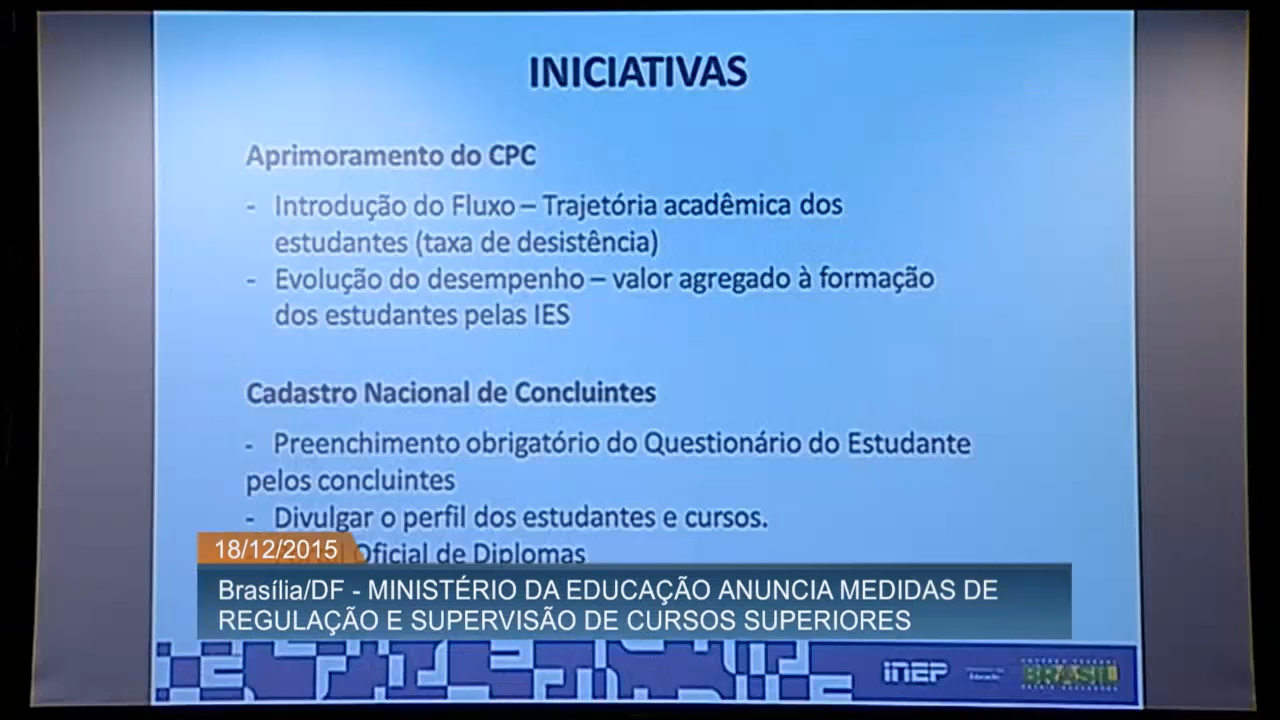 INICIATIVAS
Aprimoramento do CPC
- Introdução do Fluxo – Trajetória acadêmica dos
estudantes (taxa de desistência)
- Evolução do desempenho – valor agregado à formação
dos estudantes pelas IES
Cadastro Nacional de Concluintes
- Preenchimento obrigatório do Questionário do Estudante
pelos concluintes
- Divulgar o perfil dos estudantes e cursos.
Oficial de Diplomas
18/12/2015
Brasília/DF - MINISTÉRIO DA EDUCAÇÃO ANUNCIA MEDIDAS DE
REGULAÇÃO E SUPERVISÃO DE CURSOS SUPERIORES
INEP
Educação
BRASIL